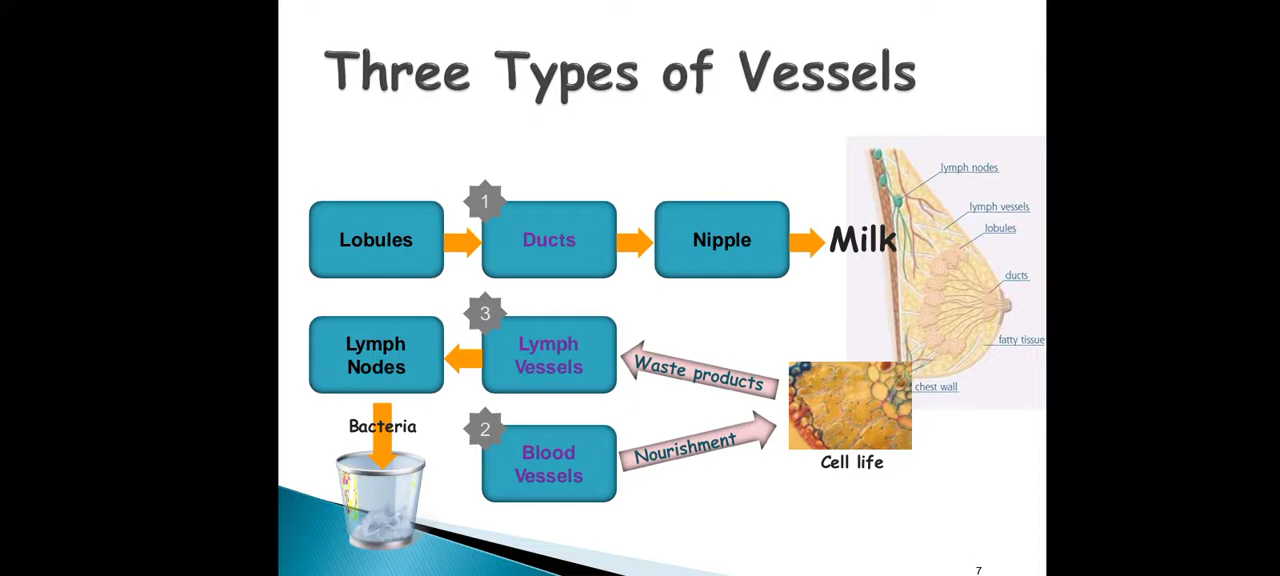 Three Types of Vessels
1
Lobules
Ducts
Nipple
Milk
3
Lymph
Nodes
Lymph
Vessels
Waste products
Bacteria
2
Blood
Vessels
Nourishment
Cell life
lymph nodes
lymph vessels
lobules
ducts
fatty tissue
chest wall
7